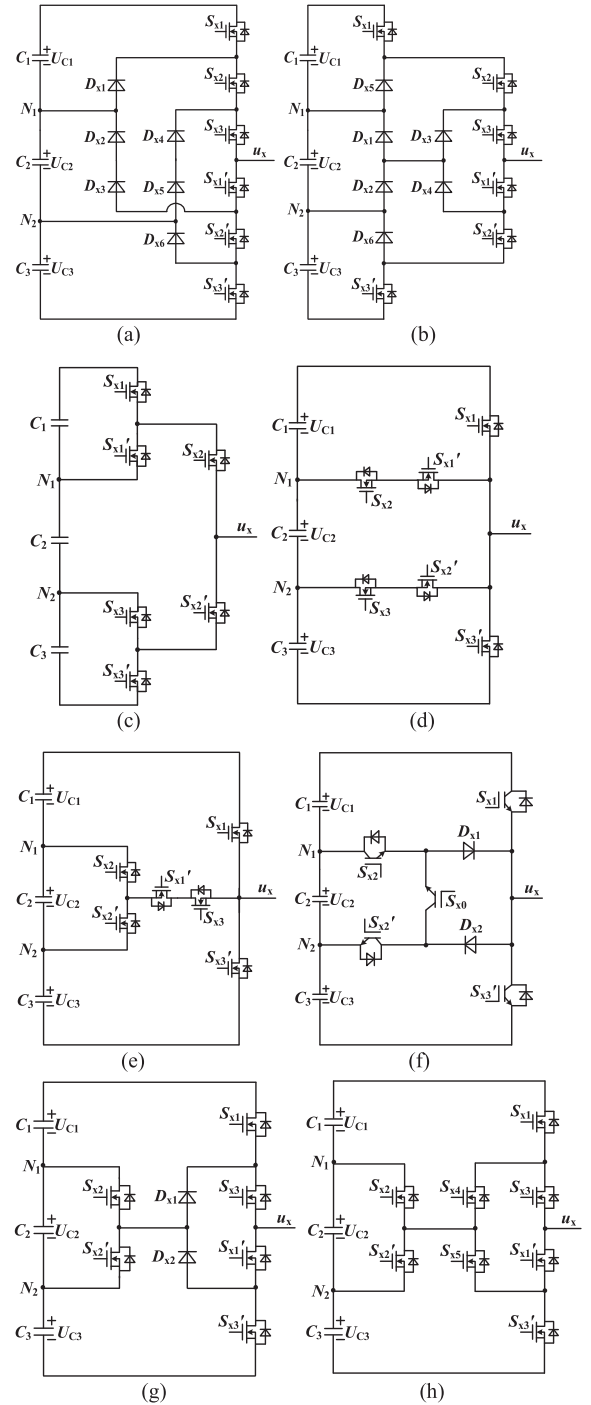 Sx1 Sx1
C1 + − UC1 Dx1 Sx2 C1 + − UC1 Dx5 Sx2
N1 N1
Dx2 Dx4 Sx3 Dx1 Dx3 Sx3
C2 + − UC2 ux C2 + − UC2 ux
Dx3 Dx5 Sx1′ Dx2 Dx4 Sx1′
N2 N2
Dx6 Sx2′ Dx6 Sx2′
C3 + − UC3 Sx3′ C3 + − UC3 Sx3′
(a) (b)
Sx1 Sx1
C1 C1 + − UC1
Sx1′ Sx2 Sx1′
N1 N1
Sx2
C2 ux C2 + − UC2 ux
Sx2′
N2 N2
Sx3 Sx2′ Sx3
C3 C3 + − UC3 Sx3′
Sx3′
(c) (d)
C1 + − UC1 Sx1 C1 + − UC1 Sx1
N1 N1 Dx1
Sx2 Sx1′ Sx2
C2 + − UC2 ux C2 + − UC2 Sx0 ux
Sx2′ Sx3 Sx2′ Dx2
N2 N2
C3 + − UC3 Sx3′ C3 + − UC3 Sx3′
(e) (f)
C1 + − UC1 Sx1 C1 + − UC1 Sx1
N1 N1
Sx2 Dx1 Sx3 Sx2 Sx4 Sx3
C2 + − UC2 ux C2 + − UC2 ux
Sx2′ Dx2 Sx1′ Sx2′ Sx5 Sx1′
N2 N2
C3 + − UC3 Sx3′ C3 + − UC3 Sx3′
(g) (h)